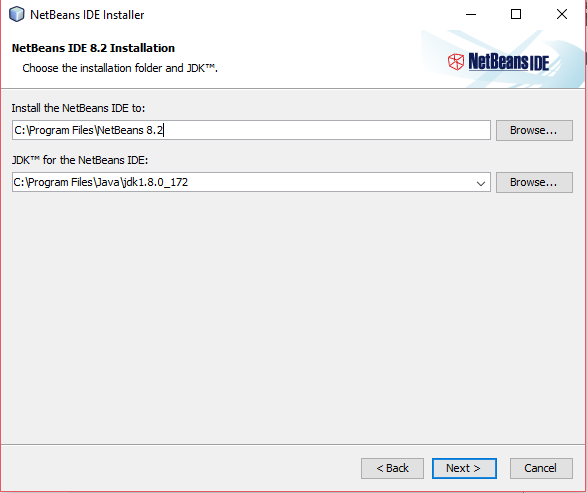 NetBeans IDE Installer
NetBeans IDE 8.2 Installation
Choose the installation folder and JDK™.
NetBeans IDE
Install the NetBeans IDE to:
C:\Program Files\NetBeans 8.2
Browse...
JDK™ for the NetBeans IDE:
C:\Program Files\Java\jdk1.8.0_172
Browse...
< Back
Next >
Cancel